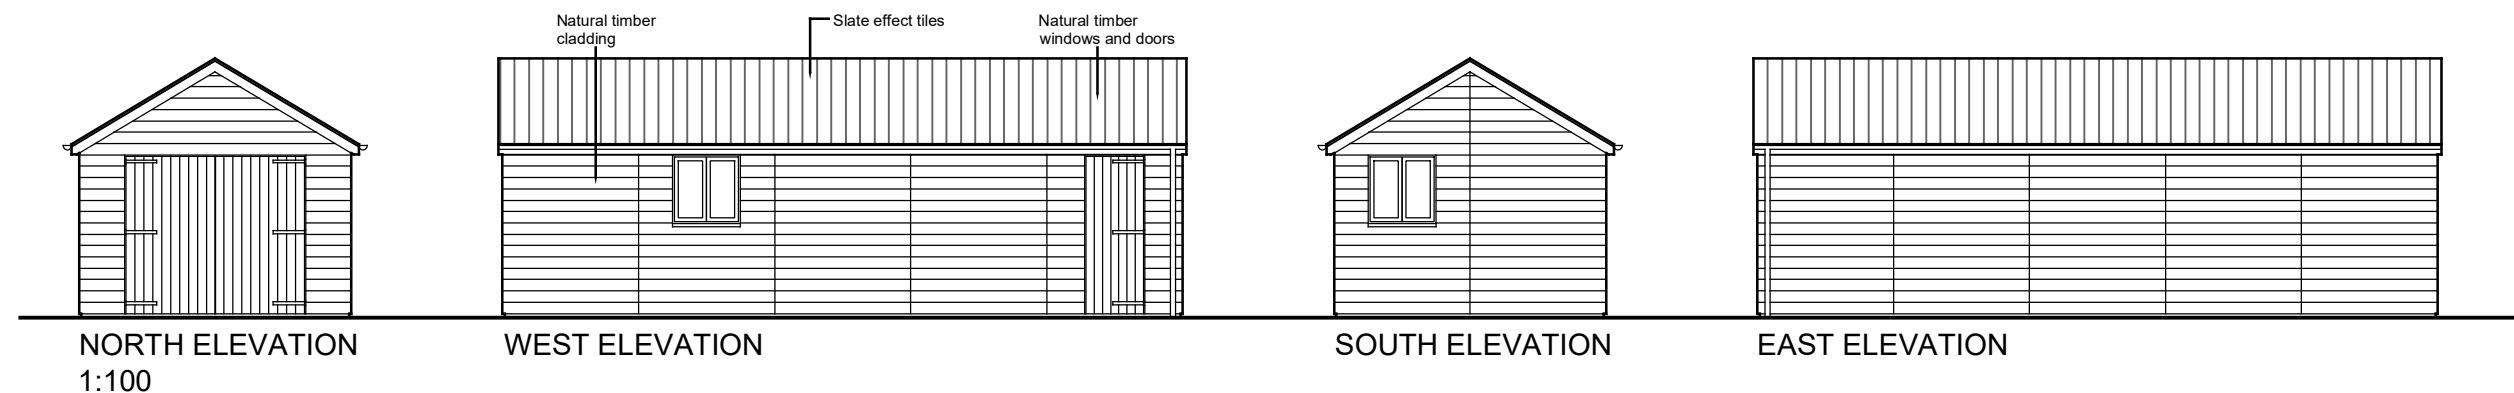 Natural timber
cladding
Slate effect tiles
Natural timber
windows and doors
NORTH ELEVATION
1:100
WEST ELEVATION
SOUTH ELEVATION
EAST ELEVATION